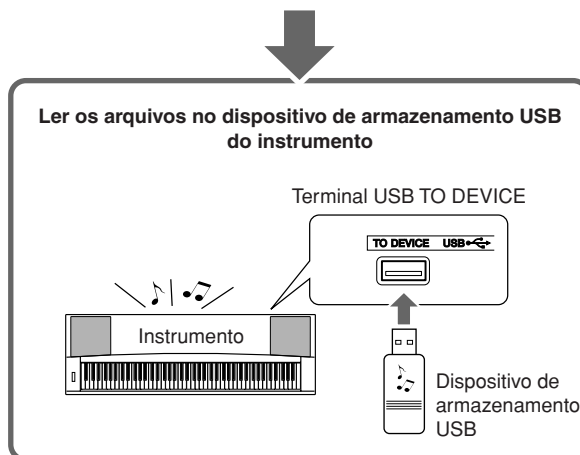 Ler os arquivos no dispositivo de armazenamento USB
do instrumento
Terminal USB TO DEVICE
TO DEVICE USB
Instrumento
Dispositivo de
armazenamento
USB